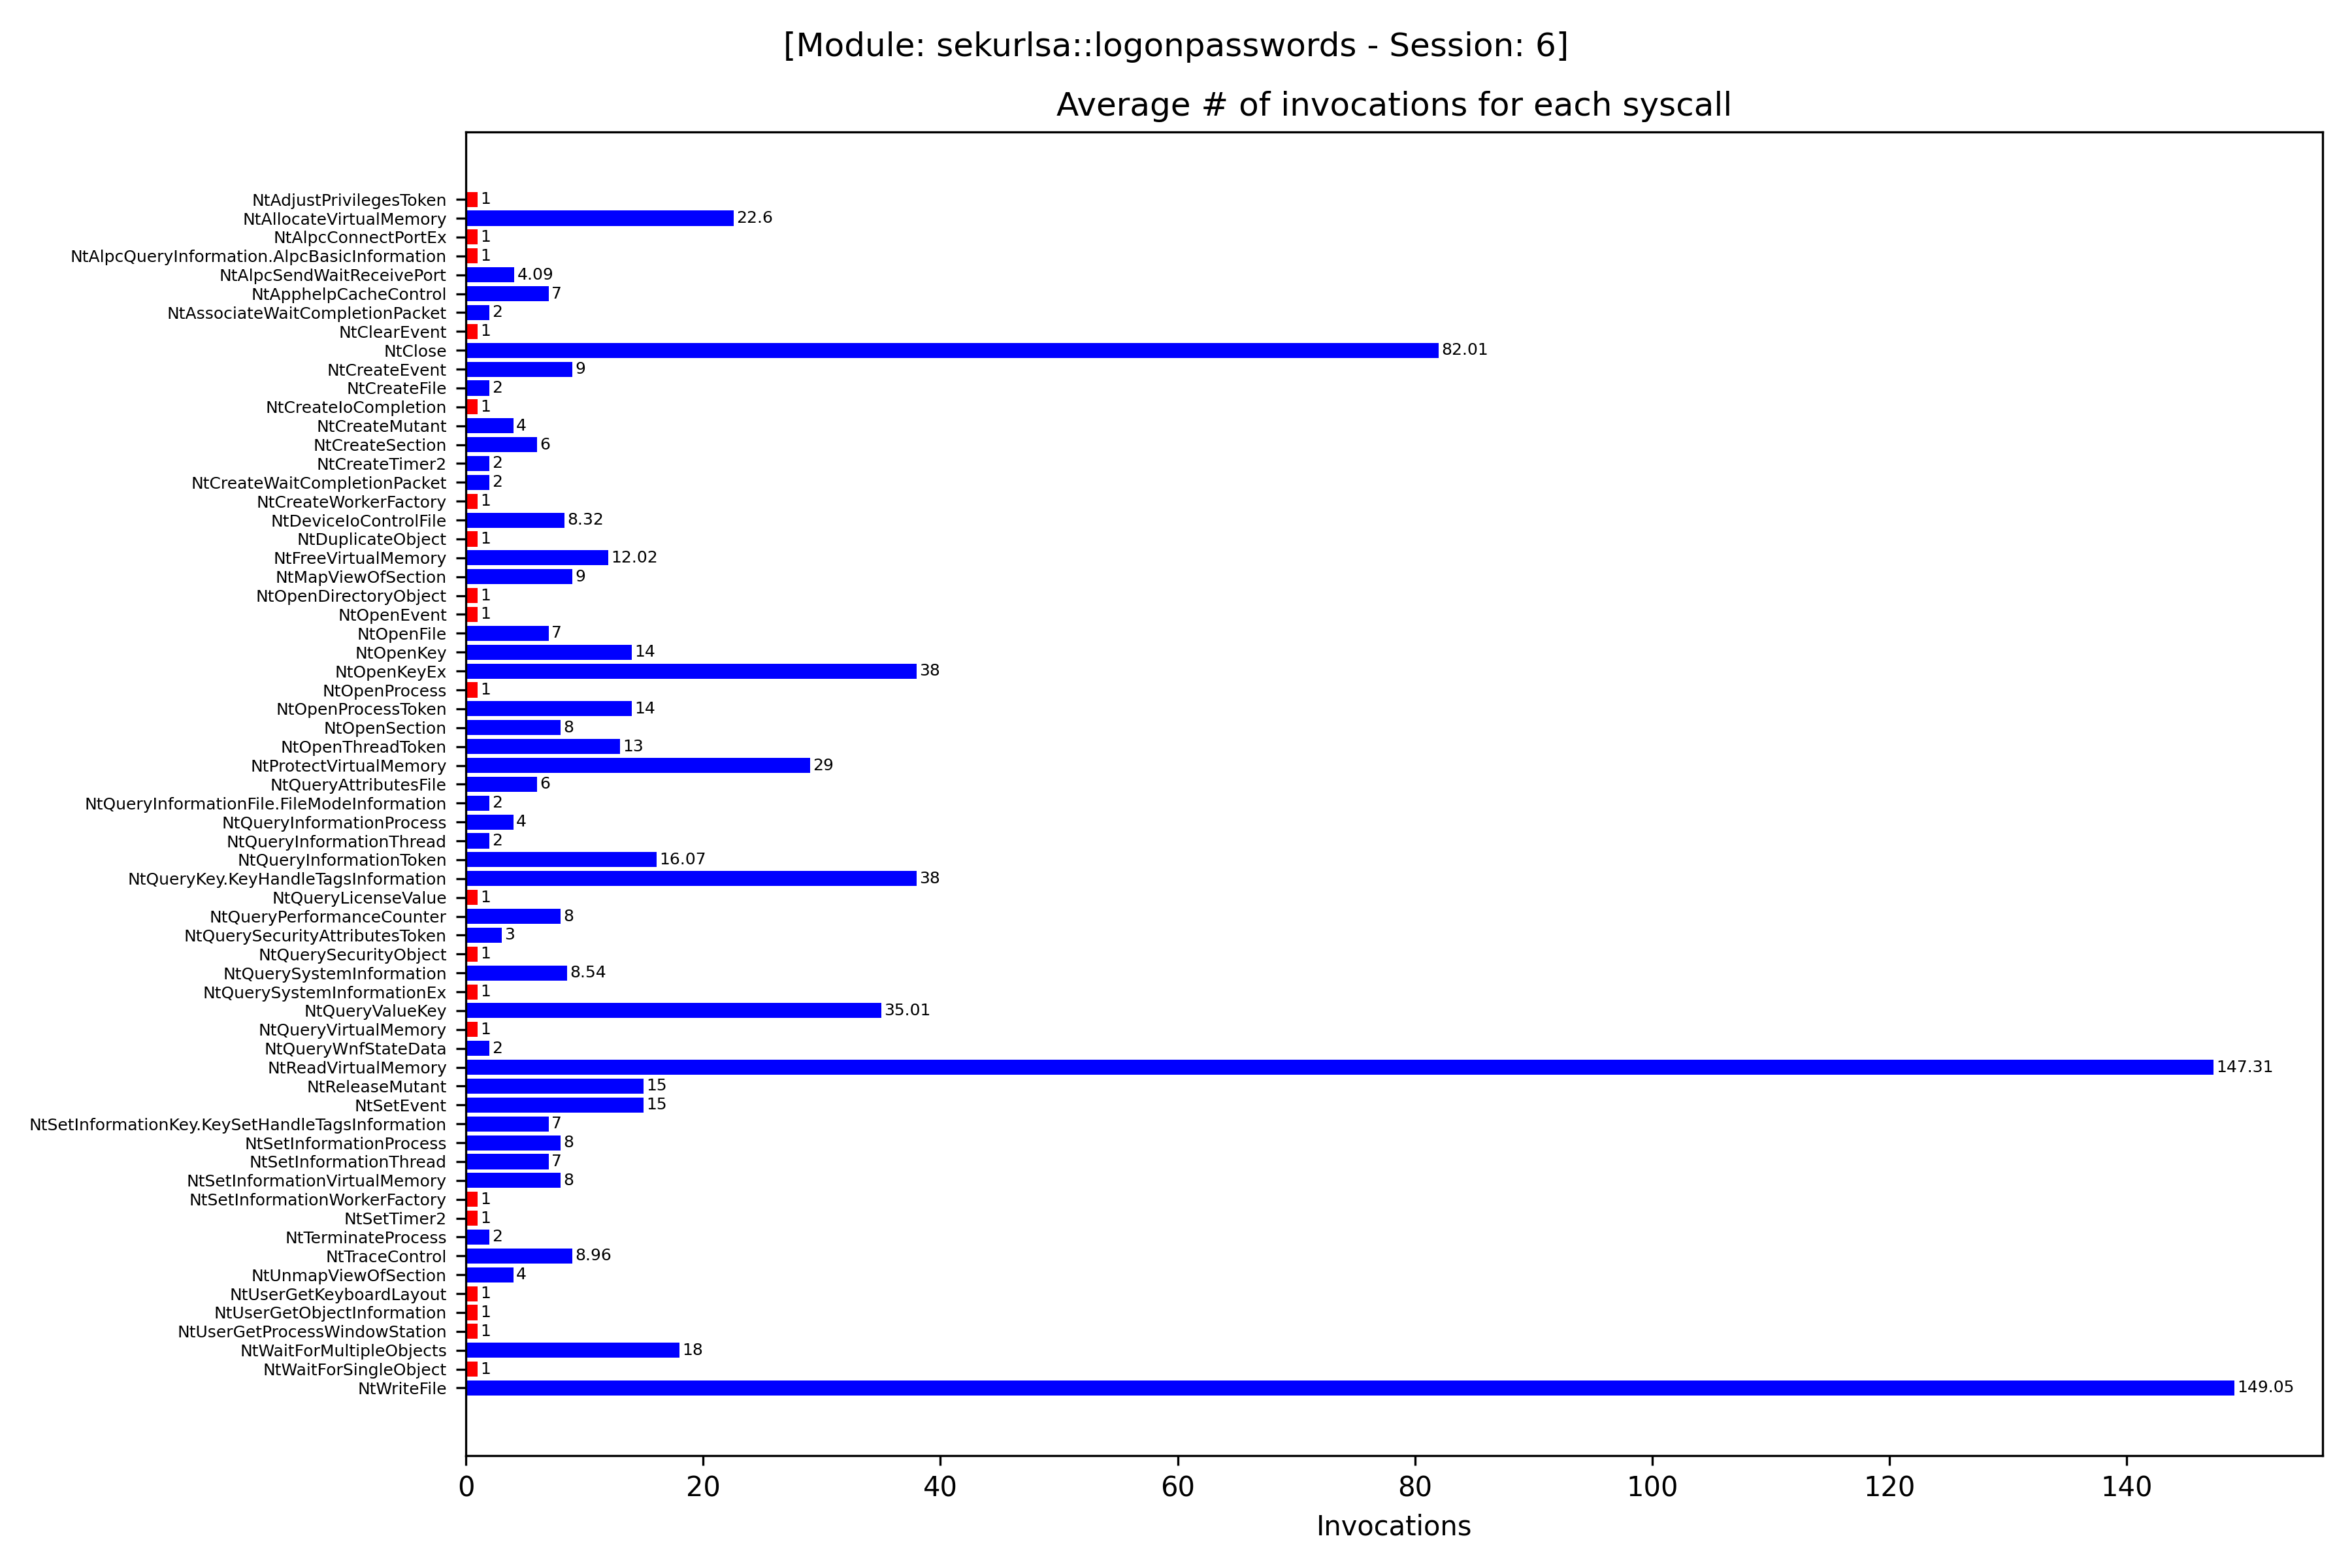 [Module: sekurlsa::logonpasswords - Session: 6]
Average # of invocations for each syscall
NtAdjustPrivilegesToken 1
NtAllocateVirtualMemory 22.6
NtAlpcConnectPortEx 1
NtAlpcQueryInformation.AlpcBasicInformation 1
NtAlpcSendWaitReceivePort 4.09
NtApphelpCacheControl 7
NtAssociateWaitCompletionPacket 2
NtClearEvent 1
NtClose 82.01
NtCreateEvent 9
NtCreateFile 2
NtCreateIoCompletion 1
NtCreateMutant 4
NtCreateSection 6
NtCreateTimer2 2
NtCreateWaitCompletionPacket 2
NtCreateWorkerFactory 1
NtDeviceIoControlFile 8.32
NtDuplicateObject 1
NtFreeVirtualMemory 12.02
NtMapViewOfSection 9
NtOpenDirectoryObject 1
NtOpenEvent 1
NtOpenFile 7
NtOpenKey 14
NtOpenKeyEx 38
NtOpenProcess 1
NtOpenProcessToken 14
NtOpenSection 8
NtOpenThreadToken 13
NtProtectVirtualMemory 29
NtQueryAttributesFile 6
NtQueryInformationFile.FileModeInformation 2
NtQueryInformationProcess 4
NtQueryInformationThread 2
NtQueryInformationToken 16.07
NtQueryKey.KeyHandleTagsInformation 38
NtQueryLicenseValue 1
NtQueryPerformanceCounter 8
NtQuerySecurityAttributesToken 3
NtQuerySecurityObject 1
NtQuerySystemInformation 8.54
NtQuerySystemInformationEx 1
NtQueryValueKey 35.01
NtQueryVirtualMemory 1
NtQueryWnfStateData 2
NtReadVirtualMemory 147.31
NtReleaseMutant 15
NtSetEvent 15
NtSetInformationKey.KeySetHandleTagsInformation 7
NtSetInformationProcess 8
NtSetInformationThread 7
NtSetInformationVirtualMemory 8
NtSetInformationWorkerFactory 1
NtSetTimer2 1
NtTerminateProcess 2
NtTraceControl 8.96
NtUnmapViewOfSection 4
NtUserGetKeyboardLayout 1
NtUserGetObjectInformation 1
NtUserGetProcessWindowStation 1
NtWaitForMultipleObjects 18
NtWaitForSingleObject 1
NtWriteFile 149.05
0 20 40 60 80 100 120 140
Invocations